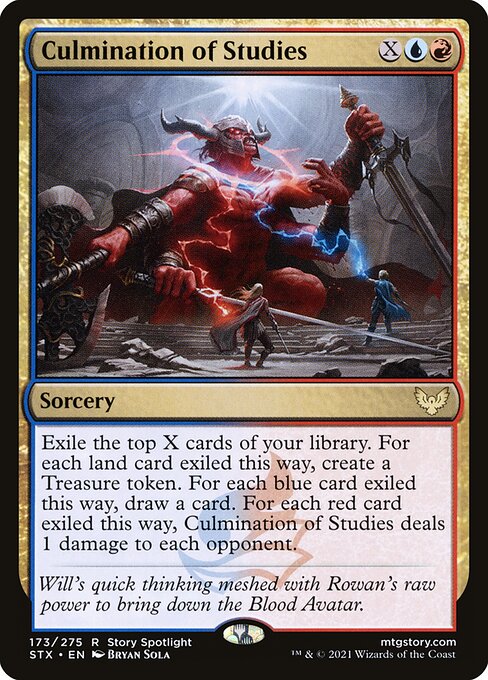 Culmination of Studies X
Sorcery
Exile the top X cards of your library. For
each land card exiled this way, create a
Treasure token. For each blue card exiled
this way, draw a card. For each red card
exiled this way, Culmination of Studies deals
1 damage to each opponent.
Will's quick thinking meshed with Rowan's raw
power to bring down the Blood Avatar.
173/275 R Story Spotlight mtgstory.com
STX • EN Bryan Sola ™ & © 2021 Wizards of the Coast